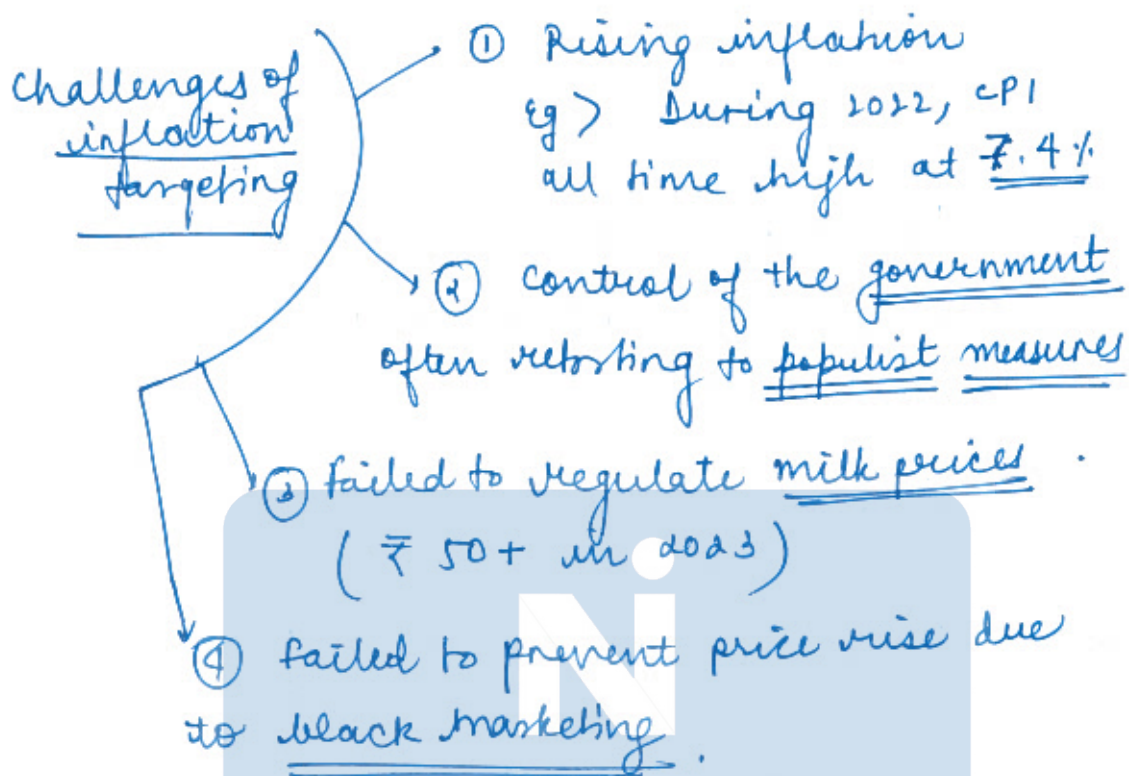 Challenges of
inflation
targeting
① Rising inflation
eg > During 2022, CPI
all time high at 7.4%
② control of the government
often resorting to populist measures
③ failed to regulate milk prices.
(₹ 50+ in 2023)
④ failed to prevent price rise due
to black marketing.